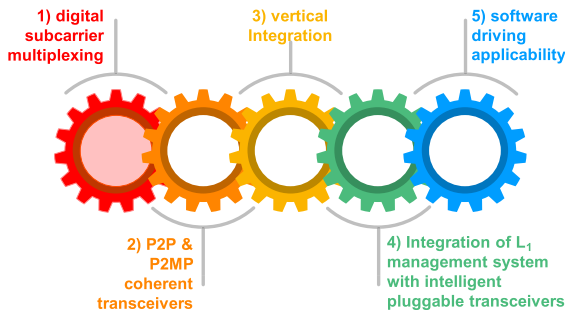 1) digital
subcarrier
multiplexing
2) P2P &
P2MP
coherent
transceivers
3) vertical
Integration
4) Integration of L₁
management system
with intelligent
pluggable transceivers
5) software
driving
applicability